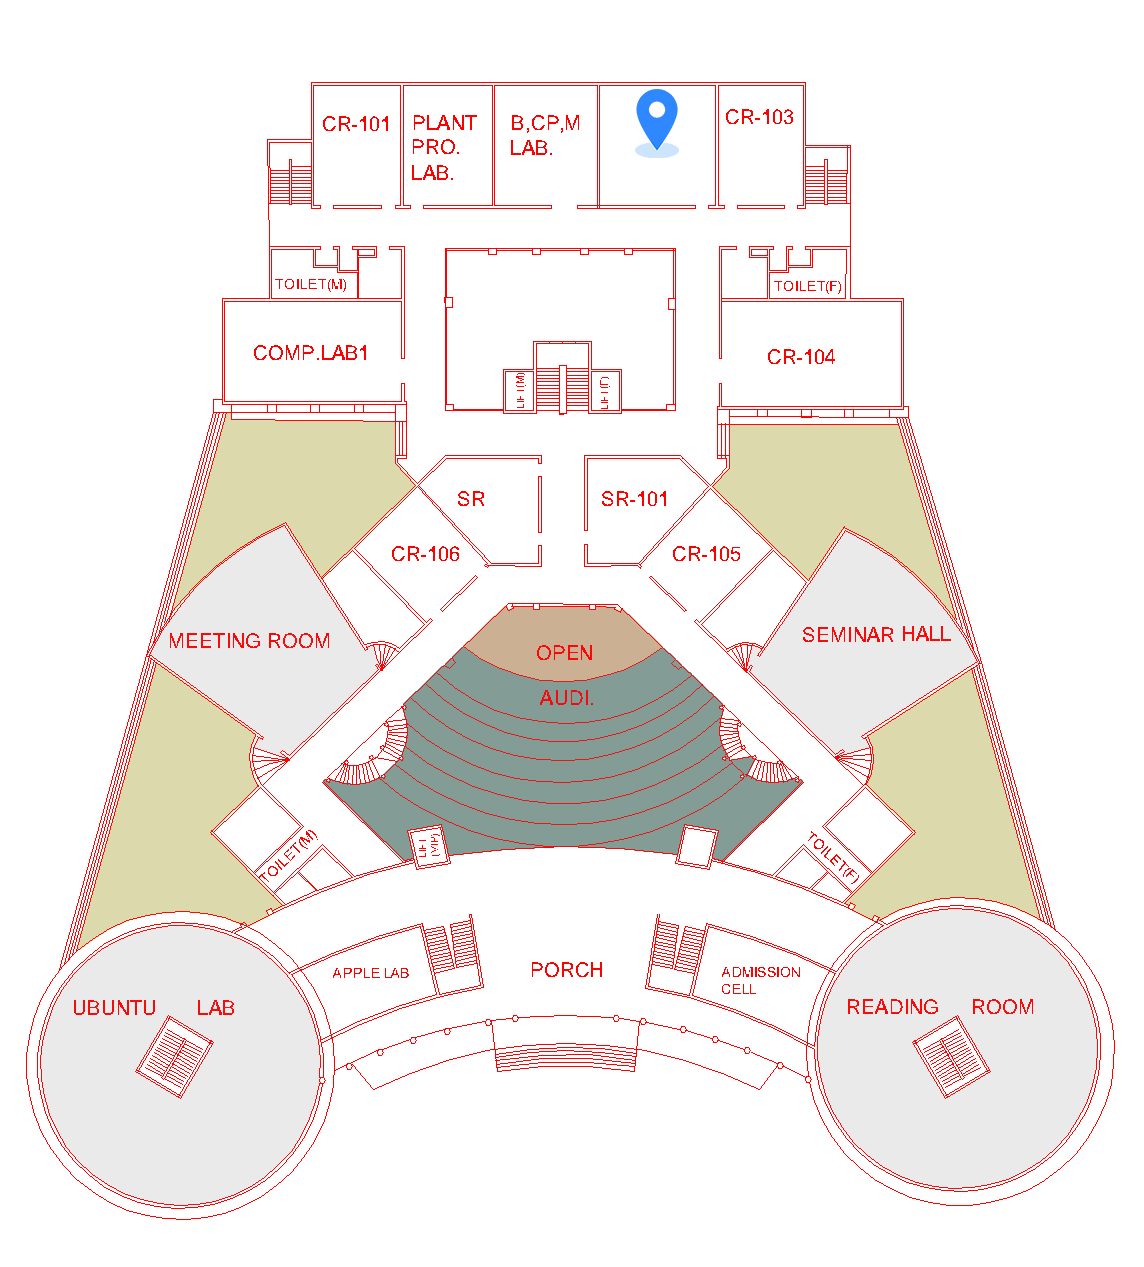 CR-101
PLANT
PRO.
LAB.
B,CP,M
LAB.
CR-103
TOILET(M)
TOILET(F)
COMP.LAB1
CR-104
LIFT(M)
LIFT(F)
SR
SR-101
CR-106
CR-105
MEETING ROOM
SEMINAR HALL
OPEN
AUDI.
TOILET(M)
LIFT
(VIP)
TOILET(F)
APPLE LAB
PORCH
ADMISSION
CELL
UBUNTU LAB
READING ROOM